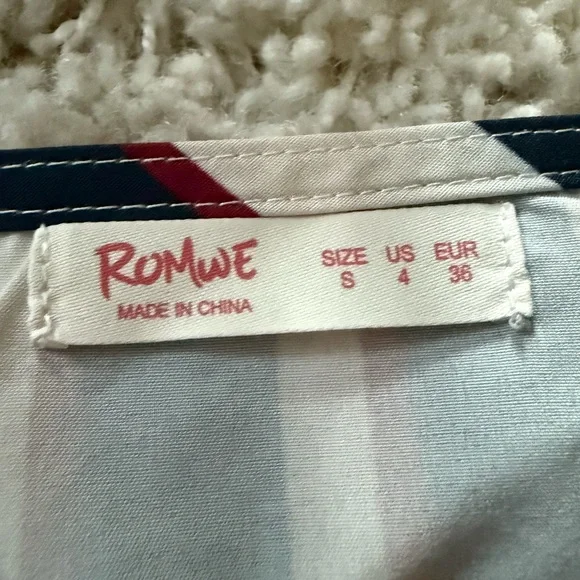 ROMWE
MADE IN CHINA
SIZE US EUR
S 4 36